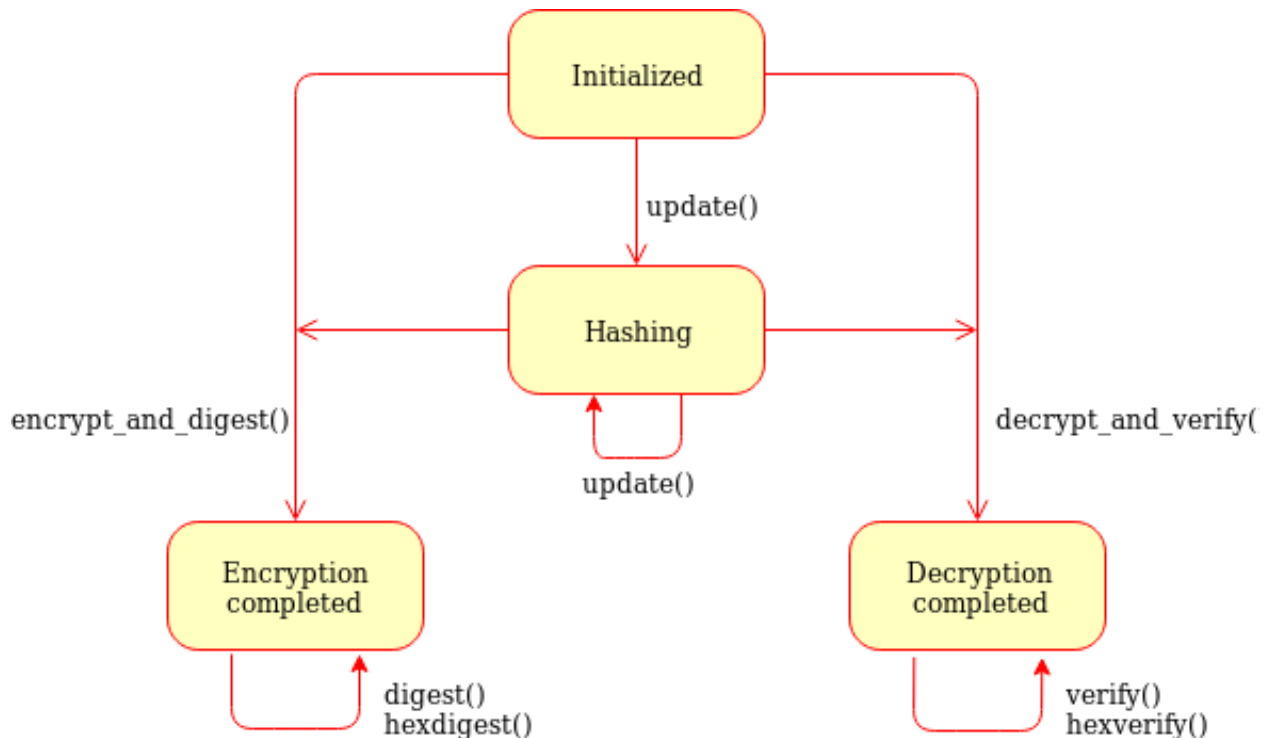 Initialized
update()
Hashing
encrypt_and_digest()
decrypt_and_verify(
update()
Encryption
completed
Decryption
completed
digest()
hexdigest()
verify()
hexverify()